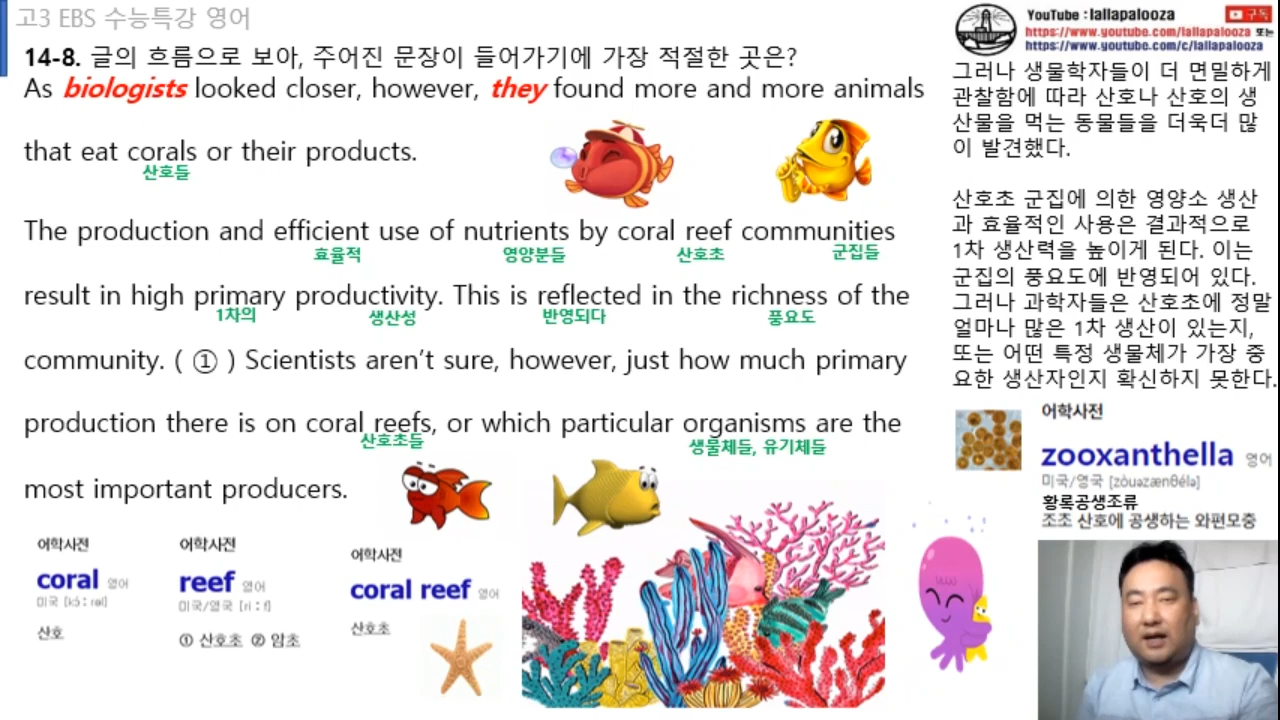 고3 EBS 수능특강 영어
14-8. 글의 흐름으로 보아, 주어진 문장이 들어가기에 가장 적절한 곳은?
As biologists looked closer, however, they found more and more animals
that eat corals or their products.
산호들
The production and efficient use of nutrients by coral reef communities
효율적 영양분들 산호초 군집들
result in high primary productivity. This is reflected in the richness of the
1차의 생산성 반영되다 풍요도
community. ( ① ) Scientists aren't sure, however, just how much primary
production there is on coral reefs, or which particular organisms are the
산호초들 생물체들, 유기체들
most important producers.
어학사전
coral 영어
미국 [kɔ́ːrəl]
산호
어학사전
reef 영어
미국/영국 [riːf]
① 산호초 ② 암초
어학사전
coral reef 영어
산호초
YouTube : lallapalooza 구독
https://www.youtube.com/lallapalooza 또는
https://www.youtube.com/c/lallapalooza
그러나 생물학자들이 더 면밀하게
관찰함에 따라 산호나 산호의 생
산물을 먹는 동물들을 더욱더 많
이 발견했다.
산호초 군집에 의한 영양소 생산
과 효율적인 사용은 결과적으로
1차 생산력을 높이게 된다. 이는
군집의 풍요도에 반영되어 있다.
그러나 과학자들은 산호초에 정말
얼마나 많은 1차 생산이 있는지,
또는 어떤 특정 생물체가 가장 중
요한 생산자인지 확신하지 못한다.
어학사전
zooxanthella 영어
미국/영국 [zòuəzænθélə]
황록공생조류
조초 산호에 공생하는 와편모충